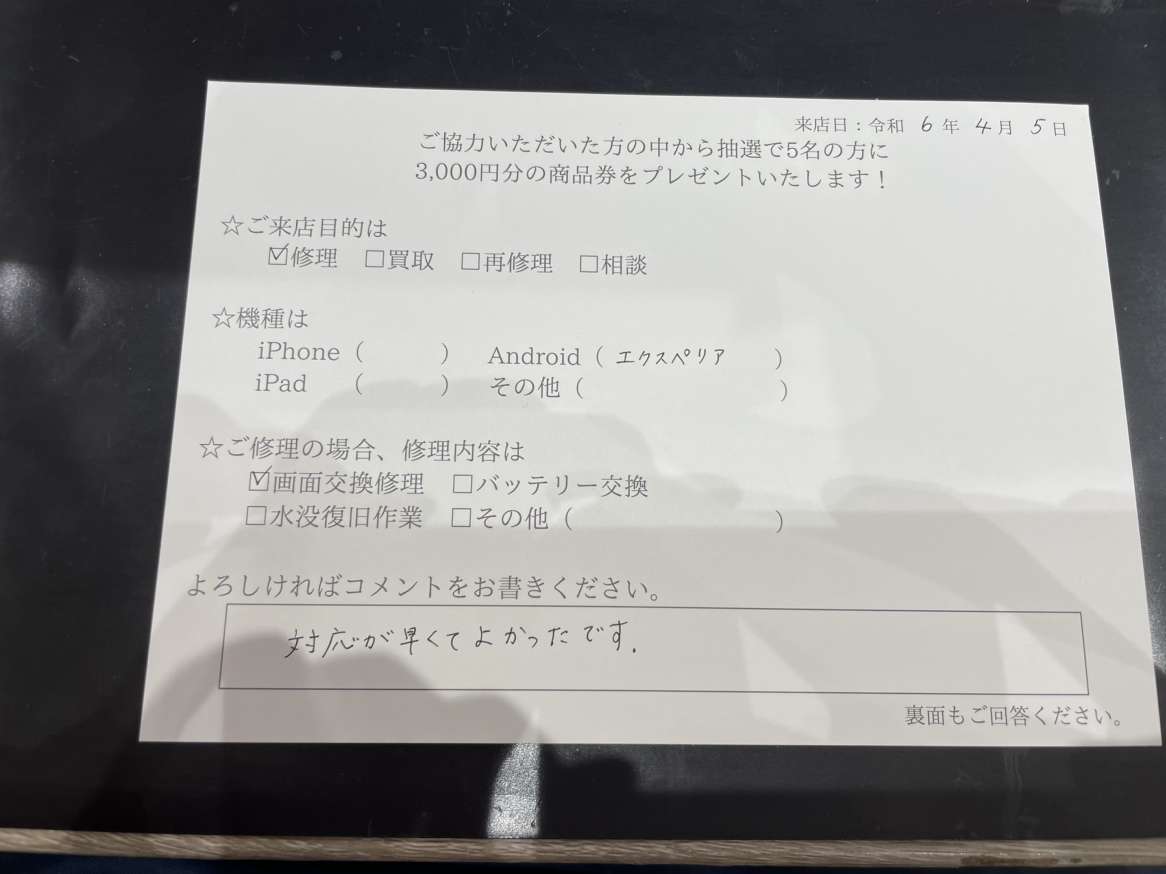 来店日：令和 6 年 4 月 5 日
ご協力いただいた方の中から抽選で5名の方に
3,000円分の商品券をプレゼントいたします！
☆ご来店目的は
☑修理 □買取 □再修理 □相談
☆機種は
iPhone（ ） Android（ エクスペリア ）
iPad （ ） その他（ ）
☆ご修理の場合、修理内容は
☑画面交換修理 □バッテリー交換
□水没復旧作業 □その他（ ）
よろしければコメントをお書きください。
対応が早くてよかったです.
裏面もご回答ください。